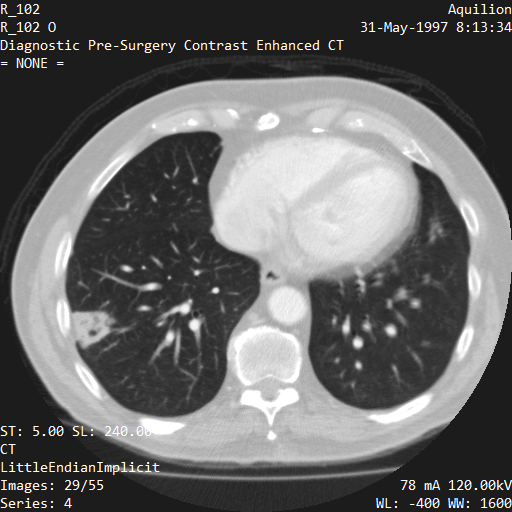 R_102
Aquilion
R_102 O
31-May-1997 8:13:34
Diagnostic Pre-Surgery Contrast Enhanced CT
= NONE =
ST: 5.00 SL: 240.00
CT
LittleEndianImplicit
Images: 29/55
78 mA 120.00kV
Series: 4
WL: -400 WW: 1600